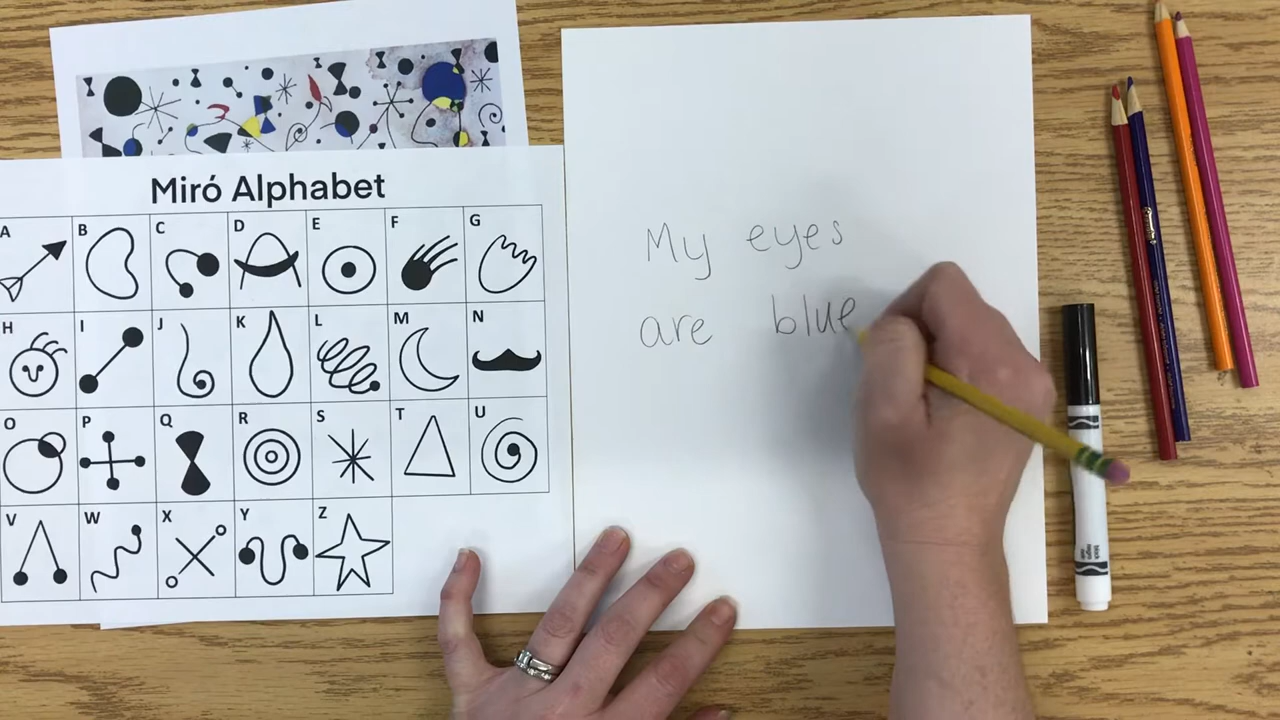 Miró Alphabet
A B C D E F G
H I J K L M N
O P Q R S T U
V W X Y Z
My eyes
are blue